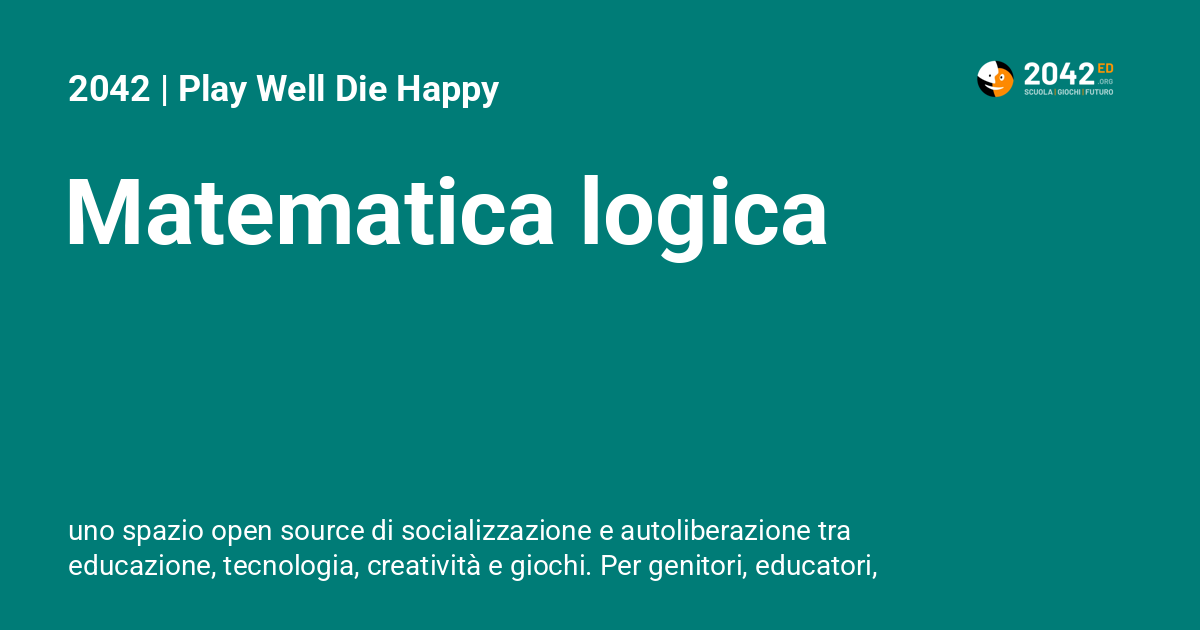 2042 | Play Well Die Happy
2042 ED
.ORG
SCUOLA | GIOCHI | FUTURO
Matematica logica
uno spazio open source di socializzazione e autoliberazione tra
educazione, tecnologia, creatività e giochi. Per genitori, educatori,